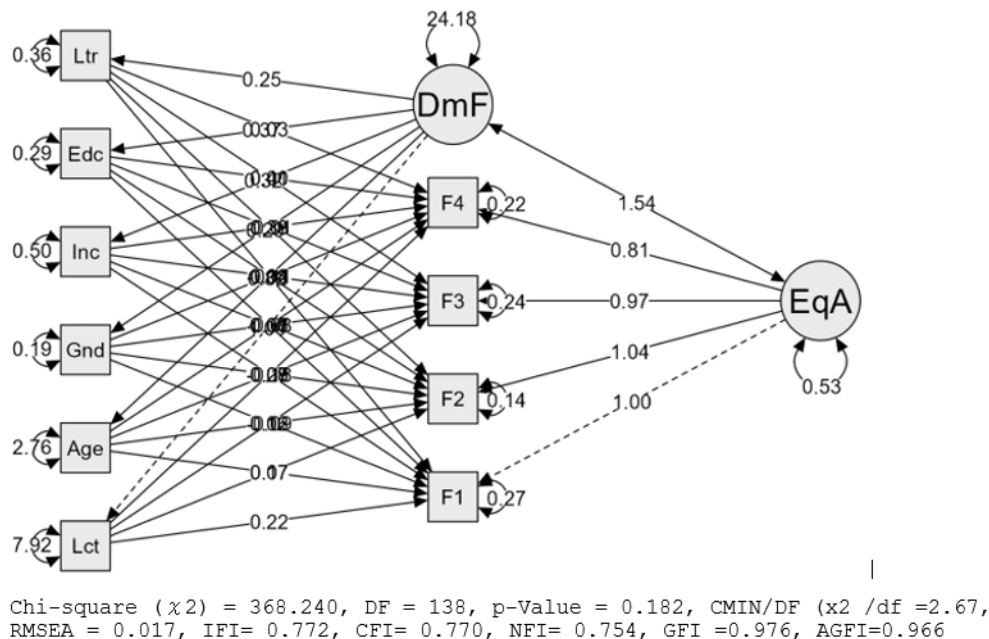 24.18
0.36
Ltr
DmF
0.25
0.29
Edc
0.50
Inc
F4
0.22
1.54
0.81
0.19
Gnd
F3
0.24
0.97
EqA
1.04
0.53
2.76
Age
F2
0.14
1.00
0.17
7.92
Lct
0.22
F1
0.27
Chi-square (χ2) = 368.240, DF = 138, p-Value = 0.182, CMIN/DF (x2 /df =2.67,
RMSEA = 0.017, IFI= 0.772, CFI= 0.770, NFI= 0.754, GFI =0.976, AGFI=0.966